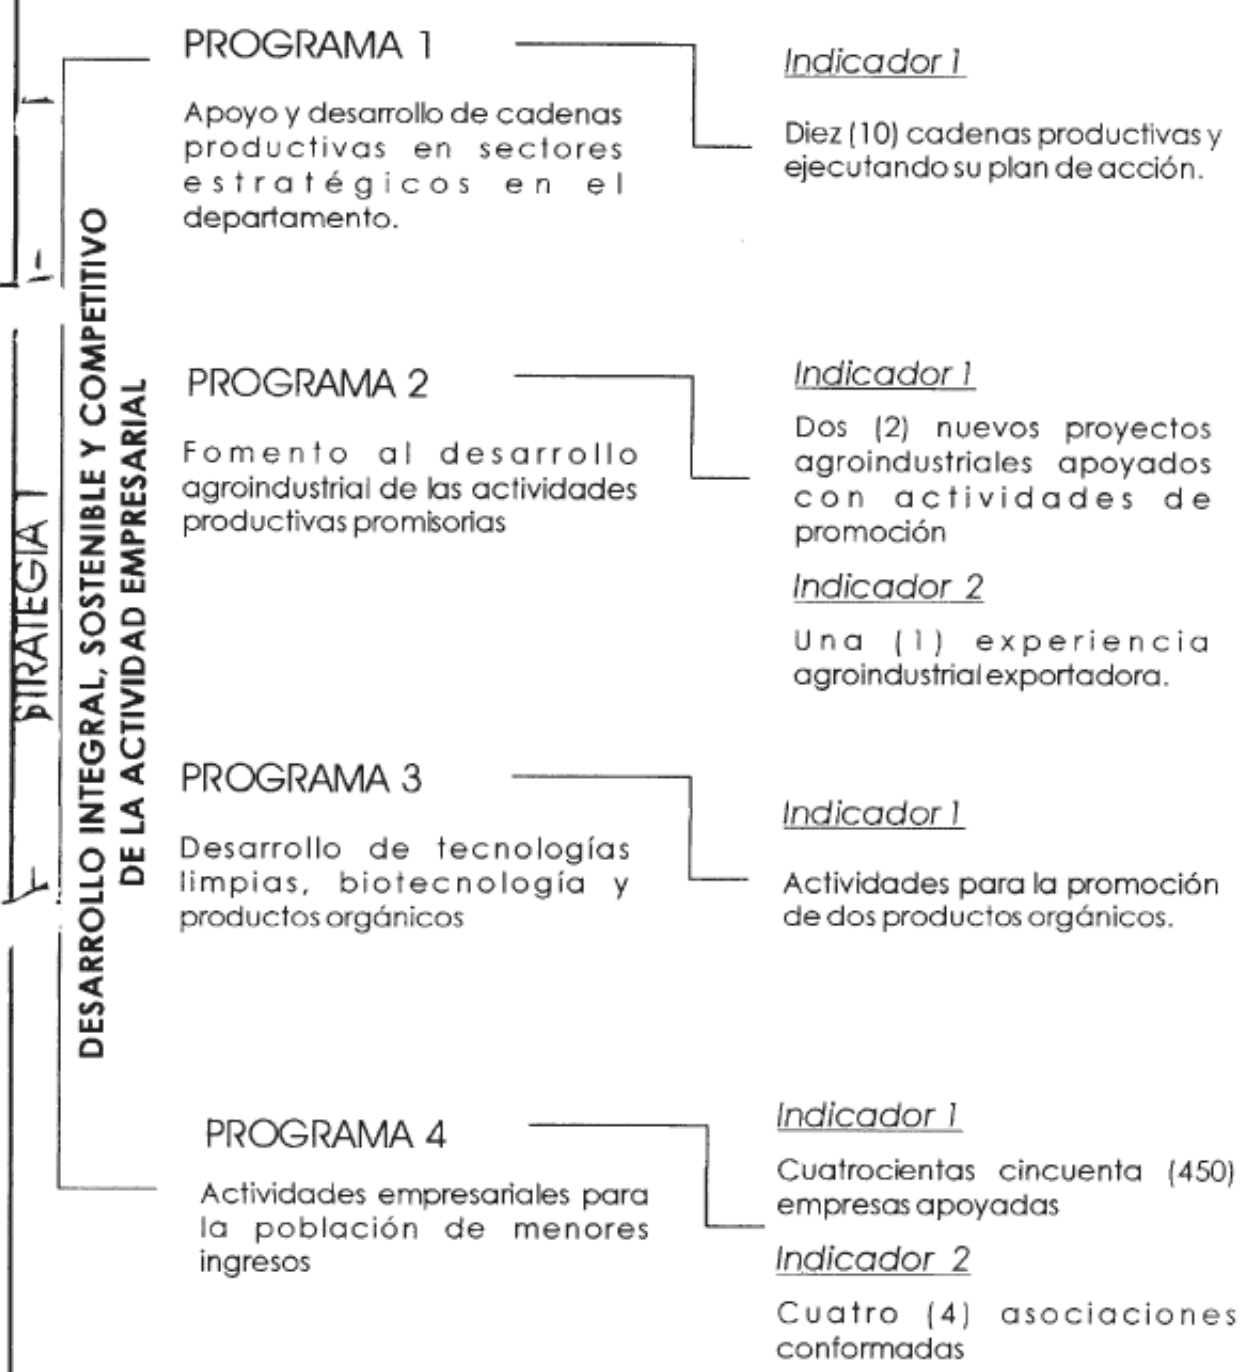 STRATEGIA 1
DESARROLLO INTEGRAL, SOSTENIBLE Y COMPETITIVO
DE LA ACTIVIDAD EMPRESARIAL
PROGRAMA 1
Apoyo y desarrollo de cadenas
productivas en sectores
estratégicos en el
departamento.
Indicador 1
Diez (10) cadenas productivas y
ejecutando su plan de acción.
PROGRAMA 2
Fomento al desarrollo
agroindustrial de las actividades
productivas promisorias
Indicador 1
Dos (2) nuevos proyectos
agroindustriales apoyados
con actividades de
promoción
Indicador 2
Una (1) experiencia
agroindustrial exportadora.
PROGRAMA 3
Desarrollo de tecnologías
limpias, biotecnología y
productos orgánicos
Indicador 1
Actividades para la promoción
de dos productos orgánicos.
PROGRAMA 4
Actividades empresariales para
la población de menores
ingresos
Indicador 1
Cuatrocientas cincuenta (450)
empresas apoyadas
Indicador 2
Cuatro (4) asociaciones
conformadas